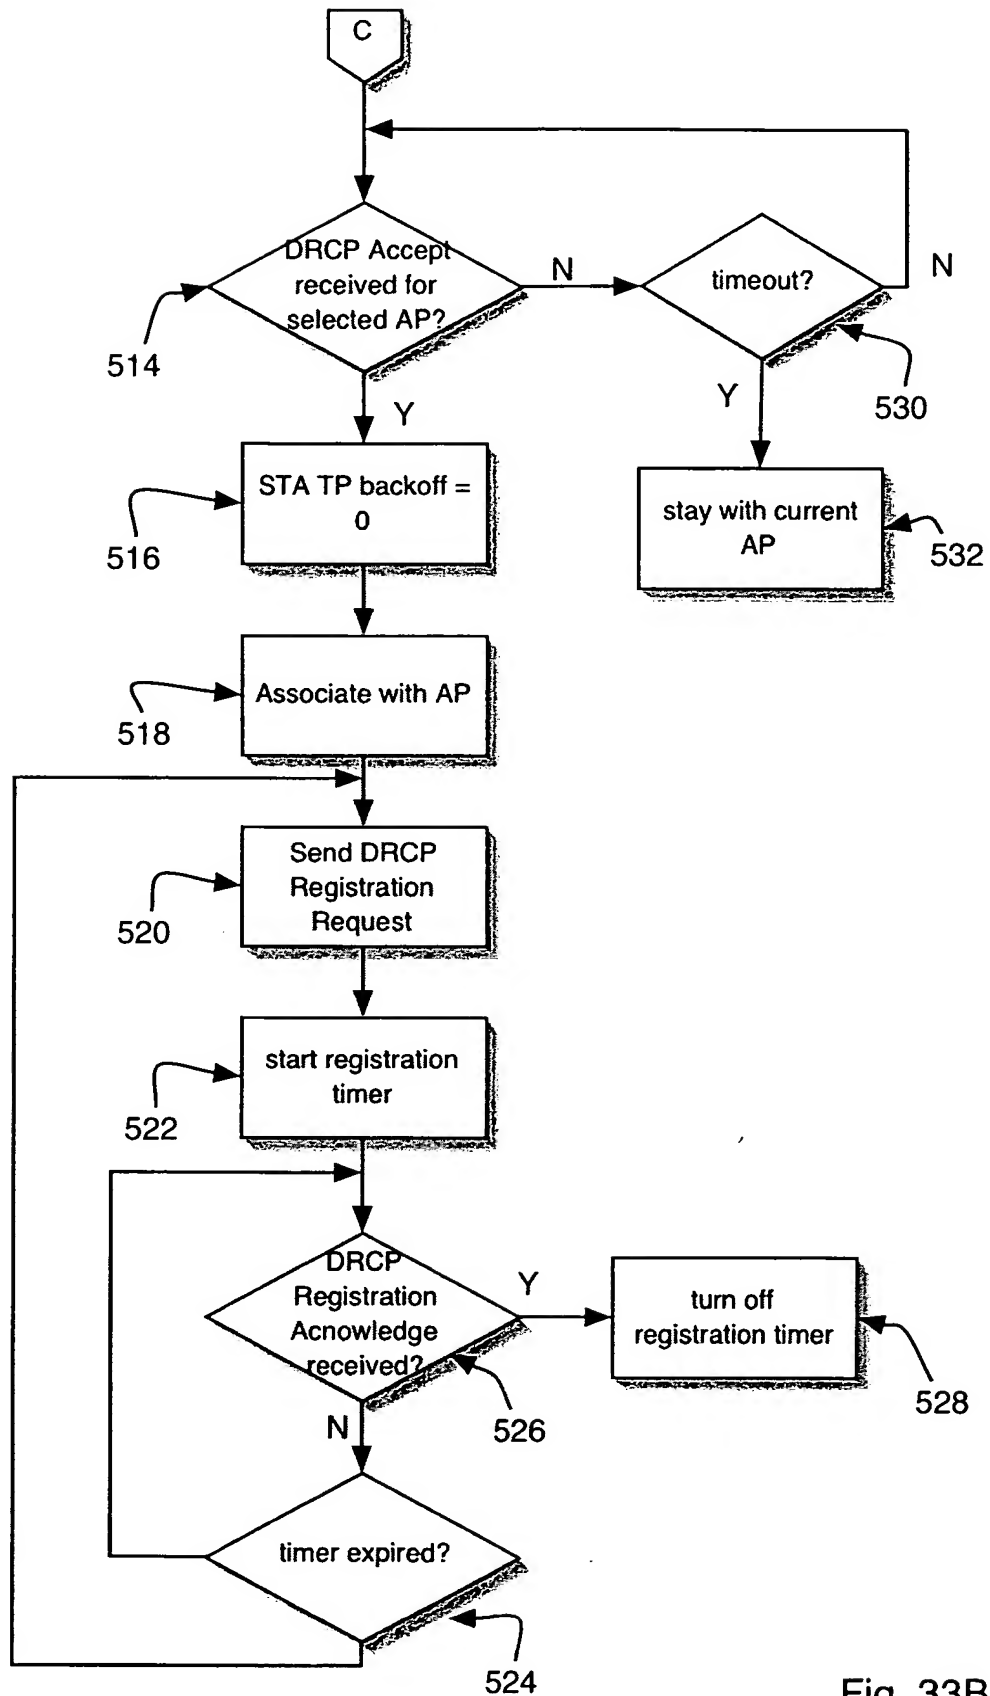 C
DRCP Accept
received for
selected AP?
N
timeout?
N
514
Y
Y
530
STA TP backoff =
0
stay with current
AP
516
532
Associate with AP
518
Send DRCP
Registration
Request
520
start registration
timer
522
DRCP
Registration
Acnowledge
received?
Y
turn off
registration timer
526
528
N
timer expired?
524
Fig. 33B